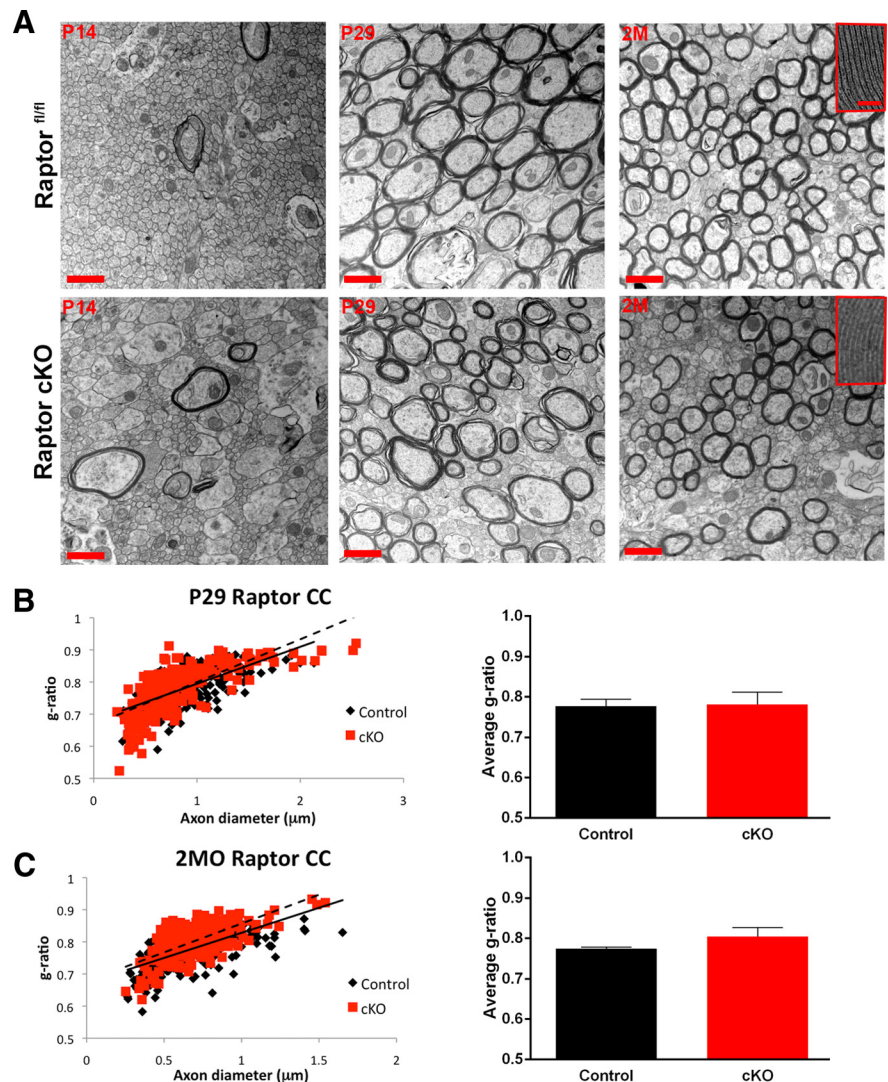 A
P14
P29
2M
Raptor fl/fl
P14
P29
2M
Raptor cKO
B
P29 Raptor CC
1
0.9
0.8
0.7
0.6
0.5
g-ratio
0
1
2
3
Axon diameter (μm)
Control
cKO
1.0
0.9
0.8
0.7
0.6
0.5
Average g-ratio
Control
cKO
C
2MO Raptor CC
1
0.9
0.8
0.7
0.6
0.5
g-ratio
0
0.5
1
1.5
2
Axon diameter (μm)
Control
cKO
1.0
0.9
0.8
0.7
0.6
0.5
Average g-ratio
Control
cKO